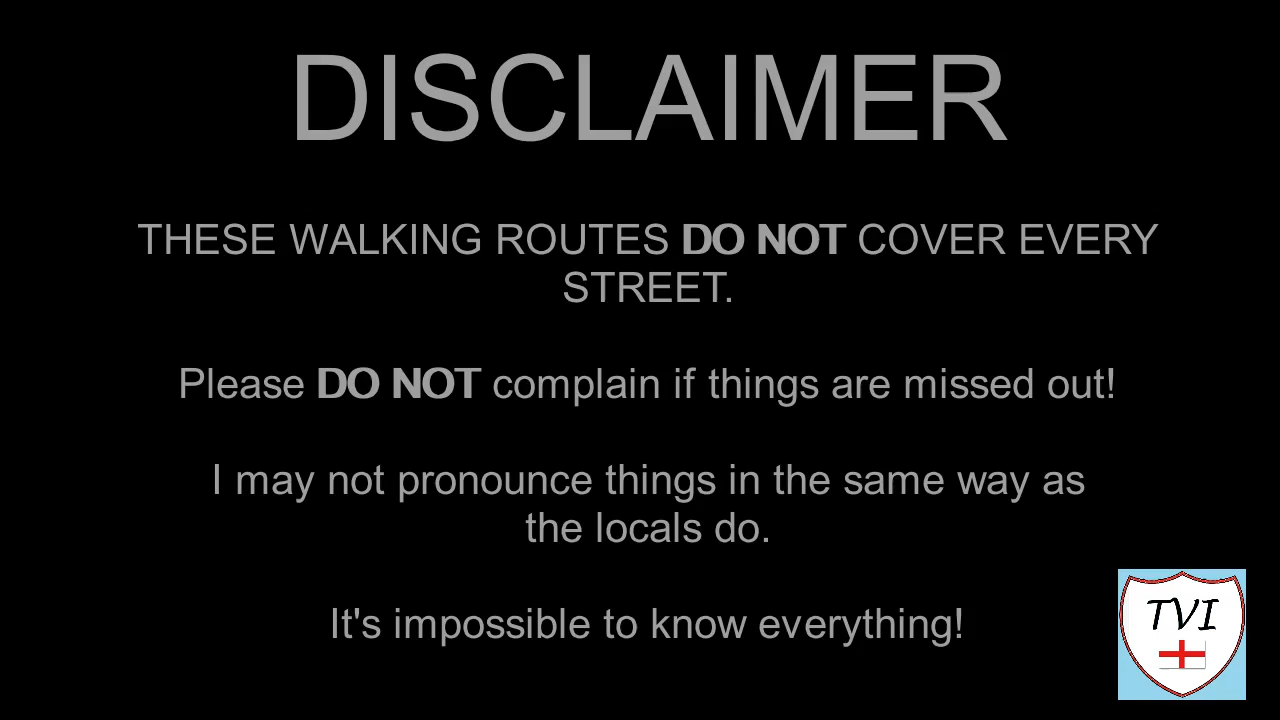 DISCLAIMER
THESE WALKING ROUTES DO NOT COVER EVERY
STREET.
Please DO NOT complain if things are missed out!
I may not pronounce things in the same way as
the locals do.
It's impossible to know everything!
TVI